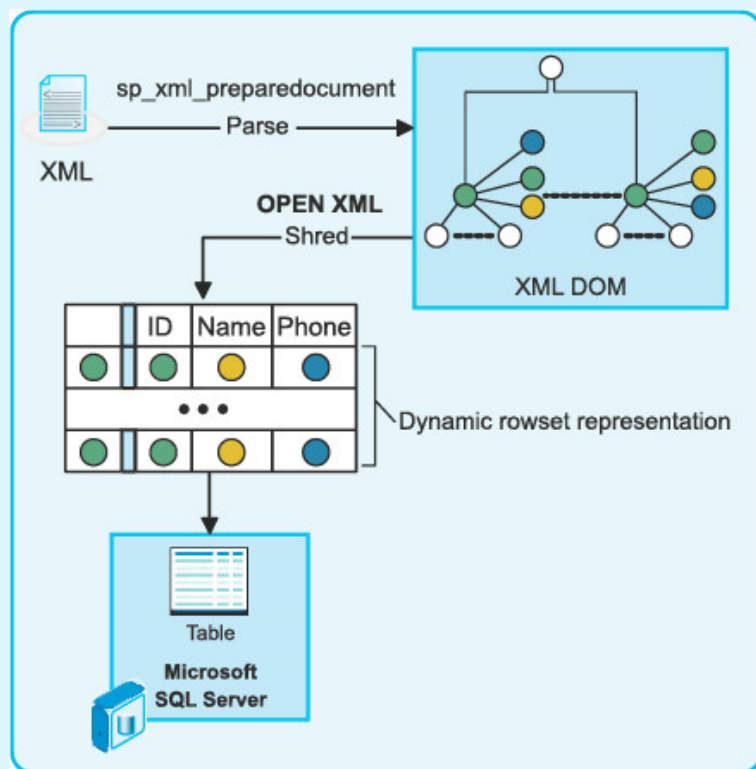 sp_xml_preparedocument
Parse
XML
OPEN XML
Shred
XML DOM
ID Name Phone
Dynamic rowset representation
Table
Microsoft
SQL Server